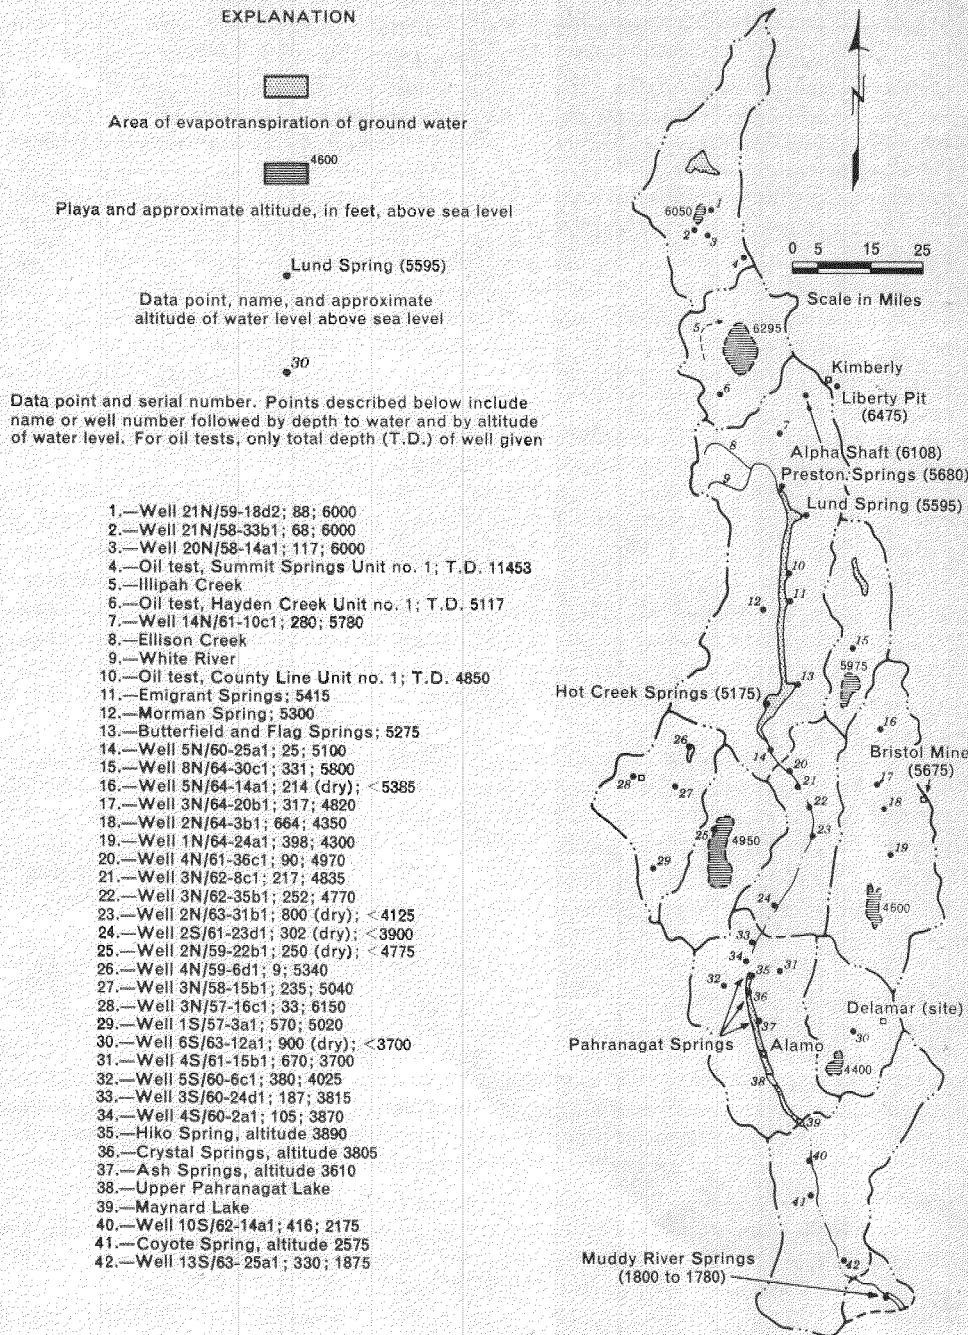 EXPLANATION
Area of evapotranspiration of ground water
4600
Playa and approximate altitude, in feet, above sea level
Lund Spring (5595)
Data point, name, and approximate
altitude of water level above sea level
30
Data point and serial number. Points described below include
name or well number followed by depth to water and by altitude
of water level. For oil tests, only total depth (T.D.) of well given
1.—Well 21N/59-18d2; 88; 6000
2.—Well 21N/58-33b1; 68; 6000
3.—Well 20N/58-14a1; 117; 6000
4.—Oil test, Summit Springs Unit no. 1; T.D. 11453
5.—Illipah Creek
6.—Oil test, Hayden Creek Unit no. 1; T.D. 5117
7.—Well 14N/61-10c1; 280; 5780
8.—Ellison Creek
9.—White River
10.—Oil test, County Line Unit no. 1; T.D. 4850
11.—Emigrant Springs; 5415
12.—Morman Spring; 5300
13.—Butterfield and Flag Springs; 5275
14.—Well 5N/60-25a1; 25; 5100
15.—Well 8N/64-30c1; 331; 5800
16.—Well 5N/64-14a1; 214 (dry); <5385
17.—Well 3N/64-20b1; 317; 4820
18.—Well 2N/64-3b1; 664; 4350
19.—Well 1N/64-24a1; 398; 4300
20.—Well 4N/61-36c1; 90; 4970
21.—Well 3N/62-8c1; 217; 4835
22.—Well 3N/62-35b1; 252; 4770
23.—Well 2N/63-31b1; 800 (dry); <4125
24.—Well 2S/61-23d1; 302 (dry); <3900
25.—Well 2N/59-22b1; 250 (dry); <4775
26.—Well 4N/59-6d1; 9; 5340
27.—Well 3N/58-15b1; 235; 5040
28.—Well 3N/57-16c1; 33; 6150
29.—Well 1S/57-3a1; 570; 5020
30.—Well 6S/63-12a1; 900 (dry); <3700
31.—Well 4S/61-15b1; 670; 3700
32.—Well 5S/60-6c1; 380; 4025
33.—Well 3S/60-24d1; 187; 3815
34.—Well 4S/60-2a1; 105; 3870
35.—Hiko Spring, altitude 3890
36.—Crystal Springs, altitude 3805
37.—Ash Springs, altitude 3610
38.—Upper Pahranagat Lake
39.—Maynard Lake
40.—Well 10S/62-14a1; 416; 2175
41.—Coyote Spring, altitude 2575
42.—Well 13S/63-25a1; 330; 1875
N
6050
1
2
3
4
0 5 15 25
Scale in Miles
5
6295
6
Kimberly
Liberty Pit
(6475)
7
Alpha Shaft (6108)
8
9
Preston Springs (5680)
Lund Spring (5595)
10
11
12
15
5975
13
Hot Creek Springs (5175)
16
26
14
20
Bristol Mine
(5675)
28
27
21
17
22
18
25
4950
23
19
29
24
4600
33
34
35
31
32
36
Delamar (site)
37
30
Pahranagat Springs
Alamo
4400
38
39
40
41
Muddy River Springs
(1800 to 1780)
42